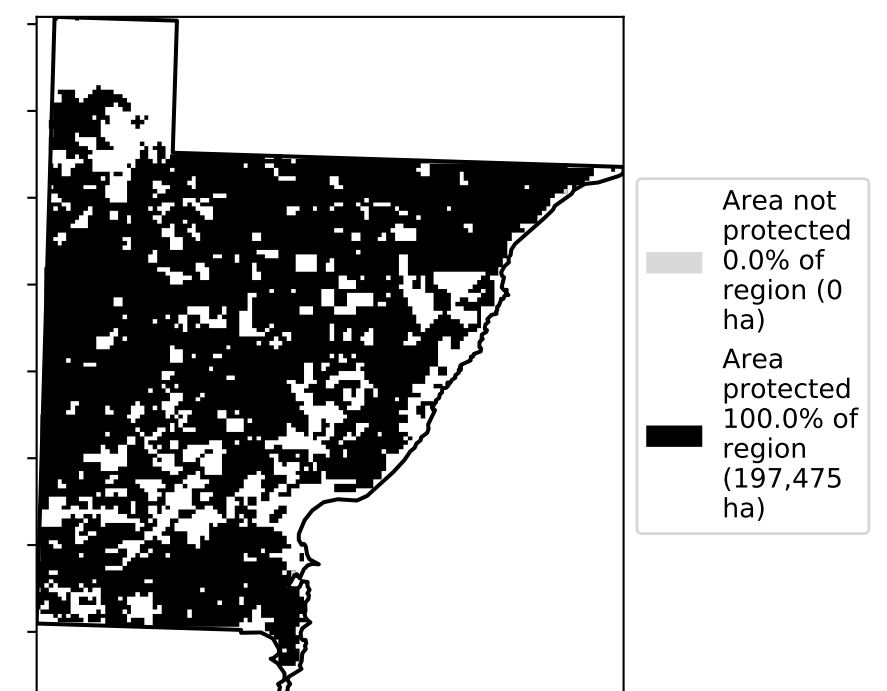 Area not
protected
0.0% of
region (0
ha)
Area
protected
100.0% of
region
(197,475
ha)